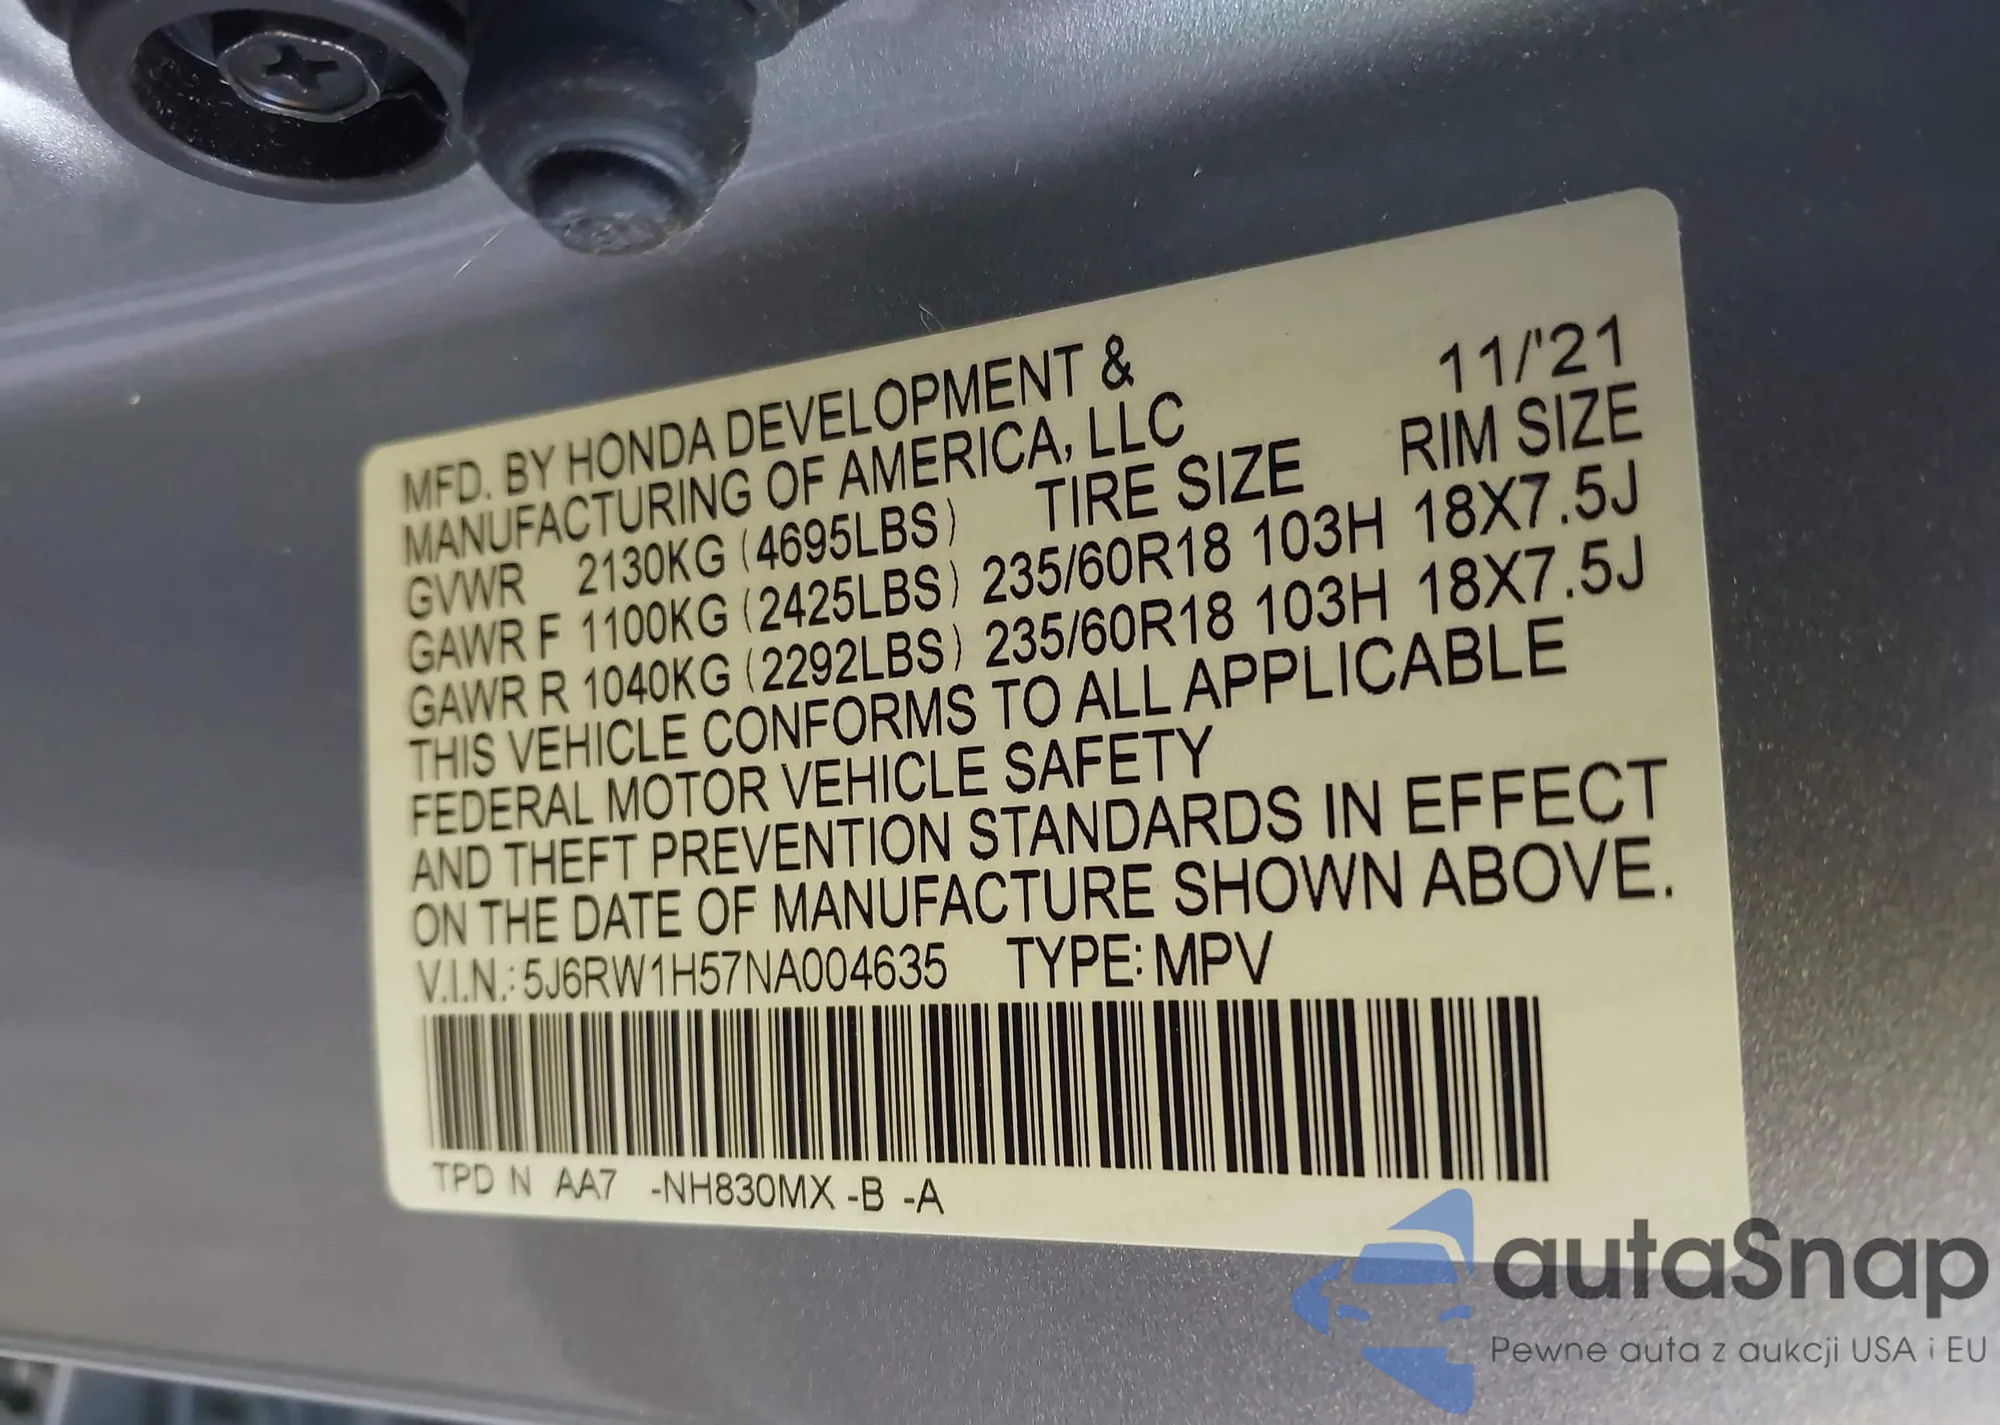 MFD. BY HONDA DEVELOPMENT & 11/'21
MANUFACTURING OF AMERICA, LLC
GVWR 2130KG (4695LBS) TIRE SIZE RIM SIZE
GAWR F 1100KG (2425LBS) 235/60R18 103H 18X7.5J
GAWR R 1040KG (2292LBS) 235/60R18 103H 18X7.5J
THIS VEHICLE CONFORMS TO ALL APPLICABLE
FEDERAL MOTOR VEHICLE SAFETY
AND THEFT PREVENTION STANDARDS IN EFFECT
ON THE DATE OF MANUFACTURE SHOWN ABOVE.
V.I.N.: 5J6RW1H57NA004635 TYPE: MPV
TPD N AA7 -NH830MX -B -A
autaSnap
Pewne auta z aukcji USA i EU